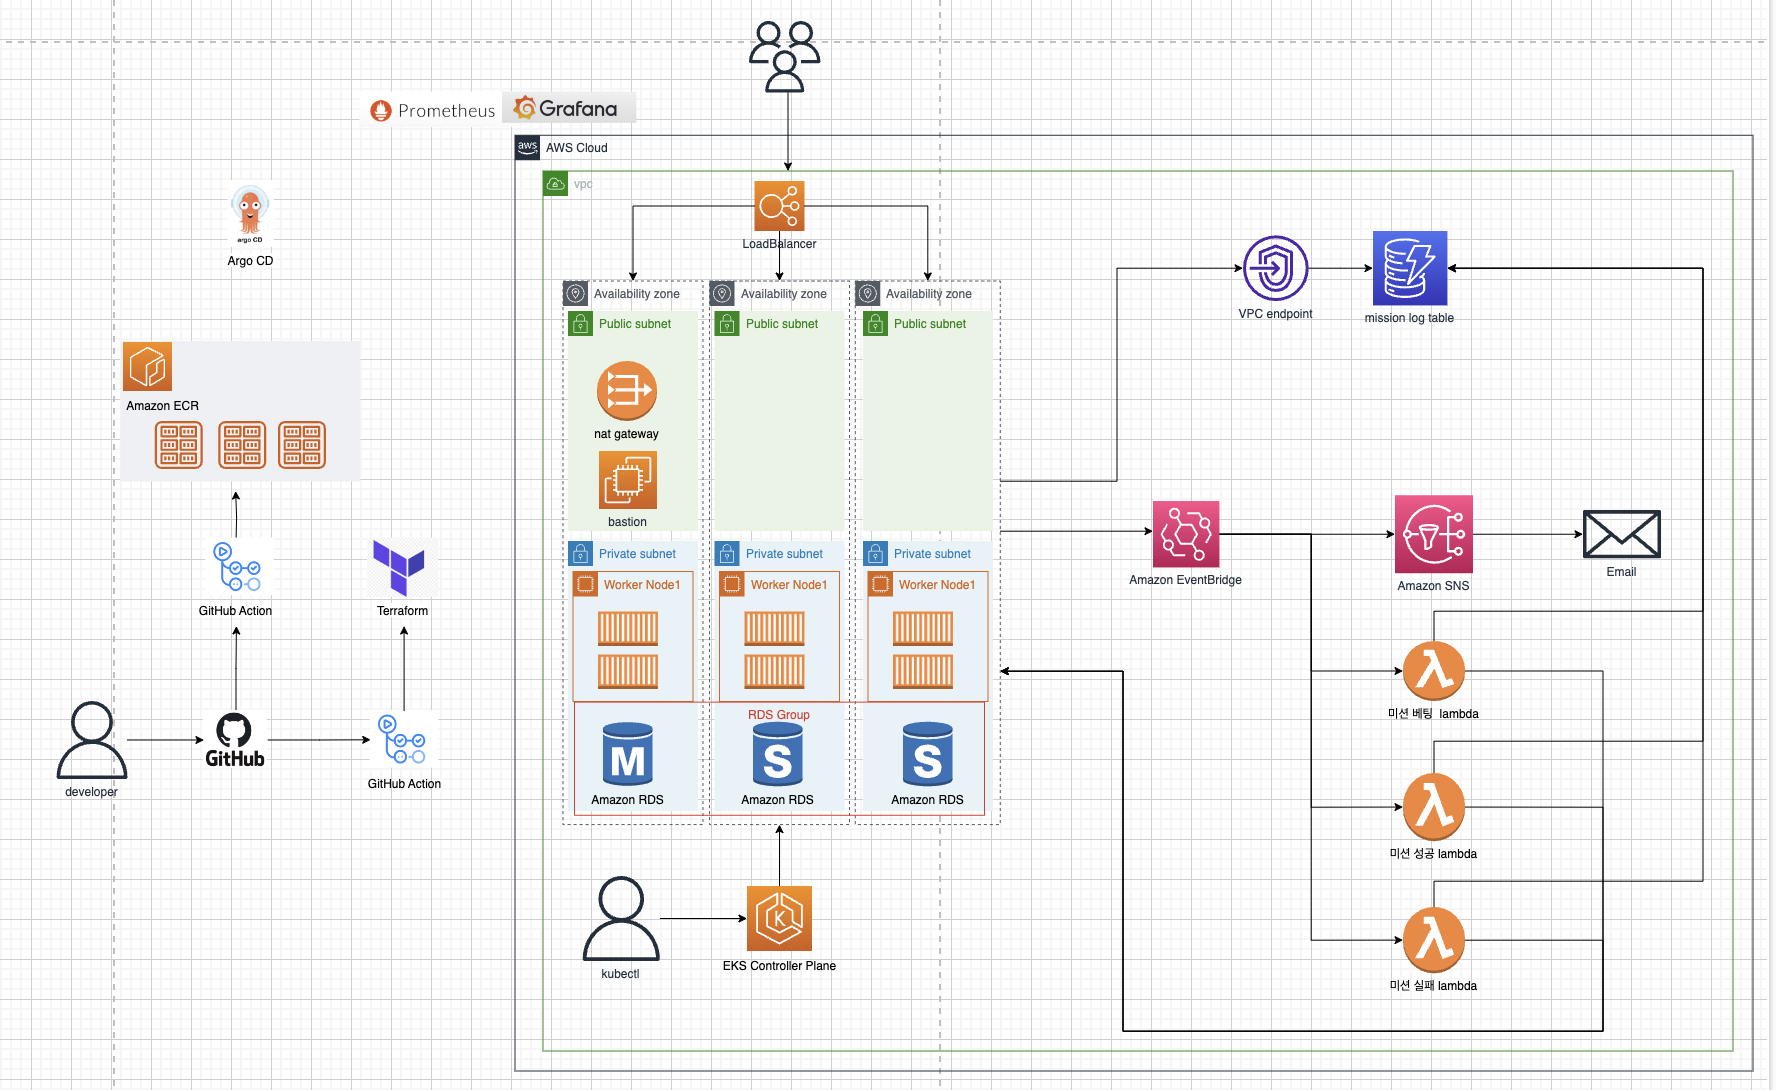 Prometheus
Grafana
aws
AWS Cloud
vpc
argo CD
Argo CD
LoadBalancer
Availability zone
Availability zone
Availability zone
Public subnet
Public subnet
Public subnet
VPC endpoint
mission log table
Amazon ECR
nat gateway
bastion
Private subnet
Private subnet
Private subnet
Amazon EventBridge
Amazon SNS
Email
Worker Node1
Worker Node1
Worker Node1
GitHub Action
Terraform
RDS Group
미션 베팅 lambda
M
S
S
GitHub
GitHub Action
developer
Amazon RDS
Amazon RDS
Amazon RDS
미션 성공 lambda
K
kubectl
EKS Controller Plane
미션 실패 lambda